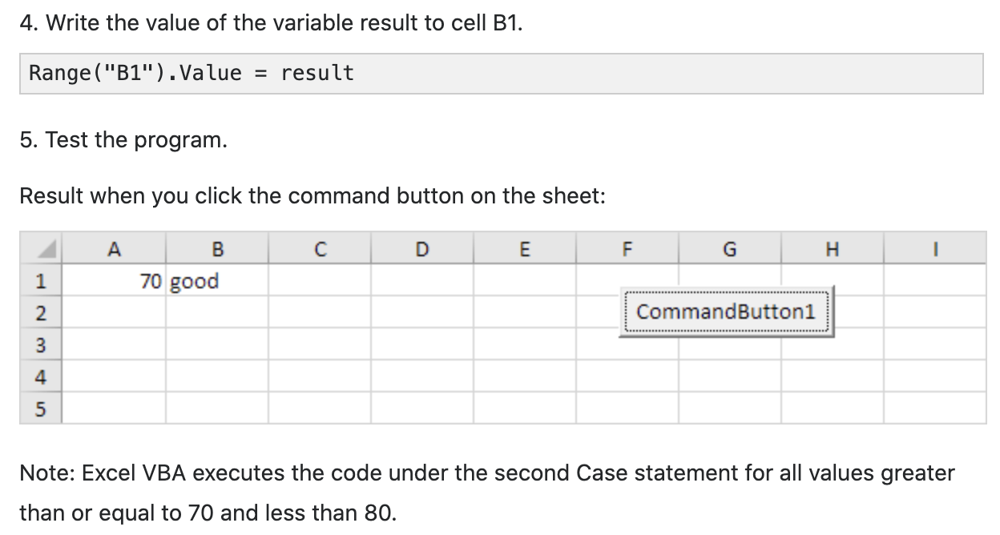 4. Write the value of the variable result to cell B1.
Range("B1").Value = result
5. Test the program.
Result when you click the command button on the sheet:
A B C D E F G H I
1 70 good
CommandButton1
2
3
4
5
Note: Excel VBA executes the code under the second Case statement for all values greater
than or equal to 70 and less than 80.